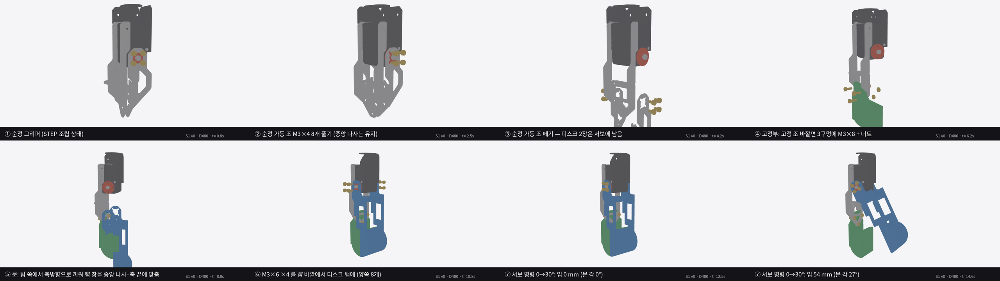 ① 순정 그리퍼 (STEP 조립 상태)
S1 v0 · D480 · t= 0.8s
② 순정 가동 조 M3×4 8개 풀기 (중앙 나사는 유지)
S1 v0 · D480 · t= 2.5s
③ 순정 가동 조 떼기 — 디스크 2장은 서보에 남음
S1 v0 · D480 · t= 4.2s
④ 고정부: 고정 조 바깥면 3구멍에 M3×8 + 너트
S1 v0 · D480 · t= 6.2s
⑤ 문: 팁 쪽에서 축방향으로 끼워 뺨 창을 중앙 나사·축 끝에 맞춤
S1 v0 · D480 · t= 8.8s
⑥ M3×6 ×4 를 뺨 바깥에서 디스크 탭에 (양쪽 8개)
S1 v0 · D480 · t=10.8s
⑦ 서보 명령 0→30°: 입 0 mm (문 각 0°)
S1 v0 · D480 · t=12.5s
⑦ 서보 명령 0→30°: 입 54 mm (문 각 27°)
S1 v0 · D480 · t=14.6s